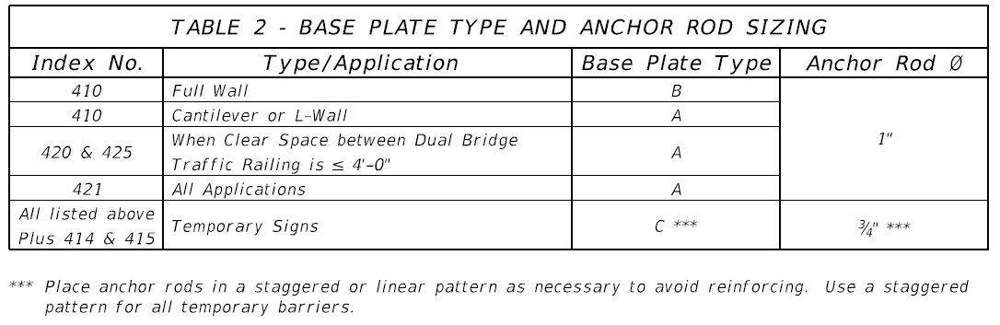 TABLE 2 - BASE PLATE TYPE AND ANCHOR ROD SIZING
Index No. Type/Application Base Plate Type Anchor Rod Ø
410 Full Wall B
410 Cantilever or L-Wall A
420 & 425 When Clear Space between Dual Bridge
Traffic Railing is ≤ 4'-0" A
1"
421 All Applications A
All listed above
Plus 414 & 415 Temporary Signs C *** ¾" ***
*** Place anchor rods in a staggered or linear pattern as necessary to avoid reinforcing. Use a staggered
pattern for all temporary barriers.